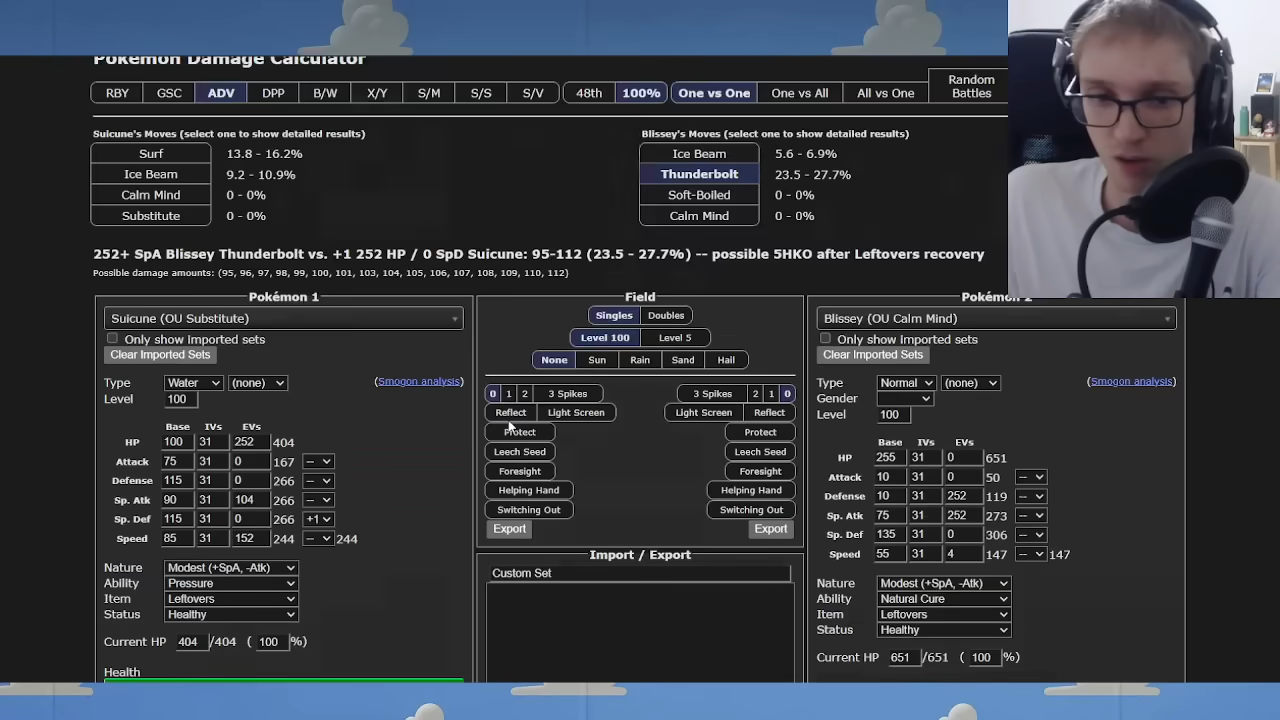 Pokémon Damage Calculator
RBY GSC ADV DPP B/W X/Y S/M S/S S/V 48th 100% One vs One One vs All All vs One Random Battles
Suicune's Moves (select one to show detailed results)
Surf 13.8 - 16.2%
Ice Beam 9.2 - 10.9%
Calm Mind 0 - 0%
Substitute 0 - 0%
Blissey's Moves (select one to show detailed results)
Ice Beam 5.6 - 6.9%
Thunderbolt 23.5 - 27.7%
Soft-Boiled 0 - 0%
Calm Mind 0 - 0%
252+ SpA Blissey Thunderbolt vs. +1 252 HP / 0 SpD Suicune: 95-112 (23.5 - 27.7%) -- possible 5HKO after Leftovers recovery
Possible damage amounts: (95, 96, 97, 98, 99, 100, 101, 103, 104, 105, 106, 107, 108, 109, 110, 112)
Pokémon 1
Suicune (OU Substitute)
Only show Imported sets
Clear Imported Sets
Type Water (none) (Smogon analysis)
Level 100
Base IVs EVs
HP 100 31 252 404
Attack 75 31 0 167 --
Defense 115 31 0 266 --
Sp. Atk 90 31 104 266 --
Sp. Def 115 31 0 266 +1
Speed 85 31 152 244 -- 244
Nature Modest (+SpA, -Atk)
Ability Pressure
Item Leftovers
Status Healthy
Current HP 404 /404 ( 100 %)
Health
Field
Singles Doubles
Level 100 Level 5
None Sun Rain Sand Hail
0 1 2 3 Spikes 3 Spikes 2 1 0
Reflect Light Screen Light Screen Reflect
Protect Protect
Leech Seed Leech Seed
Foresight Foresight
Helping Hand Helping Hand
Switching Out Switching Out
Export Export
Import / Export
Custom Set
Blissey (OU Calm Mind)
Only show Imported sets
Clear Imported Sets
Type Normal (none) (Smogon analysis)
Gender
Level 100
Base IVs EVs
HP 255 31 0 651
Attack 10 31 0 50 --
Defense 10 31 252 119 --
Sp. Atk 75 31 252 273 --
Sp. Def 135 31 0 306 --
Speed 55 31 4 147 -- 147
Nature Modest (+SpA, -Atk)
Ability Natural Cure
Item Leftovers
Status Healthy
Current HP 651 /651 ( 100 %)